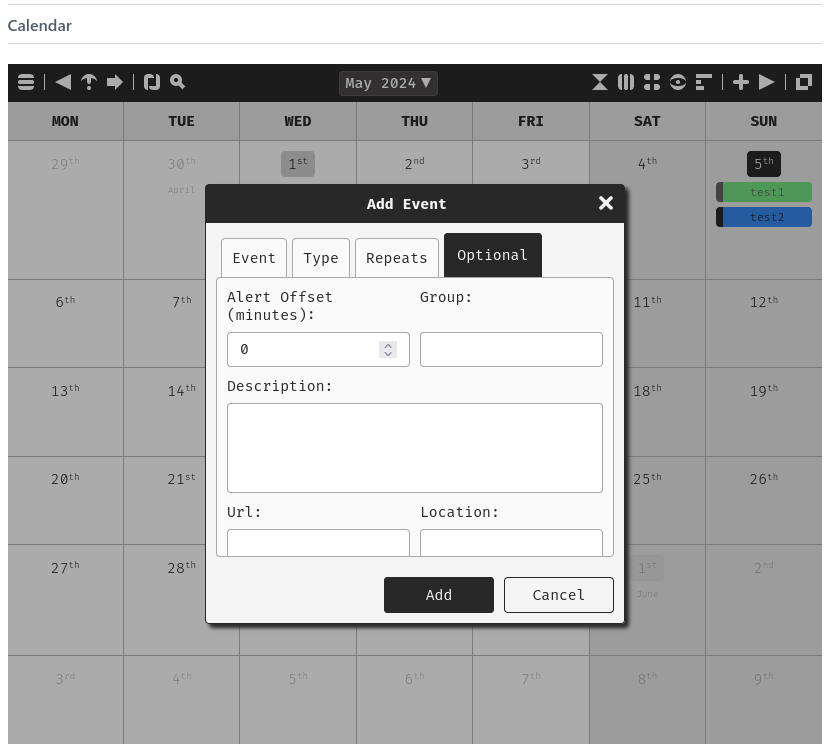 Calendar
May 2024▼
MON TUE WED THU FRI SAT SUN
29th 30th 1st 2nd 3rd 4th 5th
April
test1
test2
Add Event
Event Type Repeats Optional
Alert Offset (minutes):
Group:
0
Description:
Url: Location:
Add Cancel
6th 7th 11th 12th
13th 14th 18th 19th
20th 21st 25th 26th
27th 28th 1st 2nd
June
3rd 4th 5th 6th 7th 8th 9th